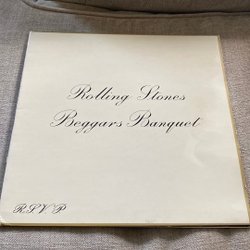 Rolling Stones
Beggars Banquet
R.S.V.P.